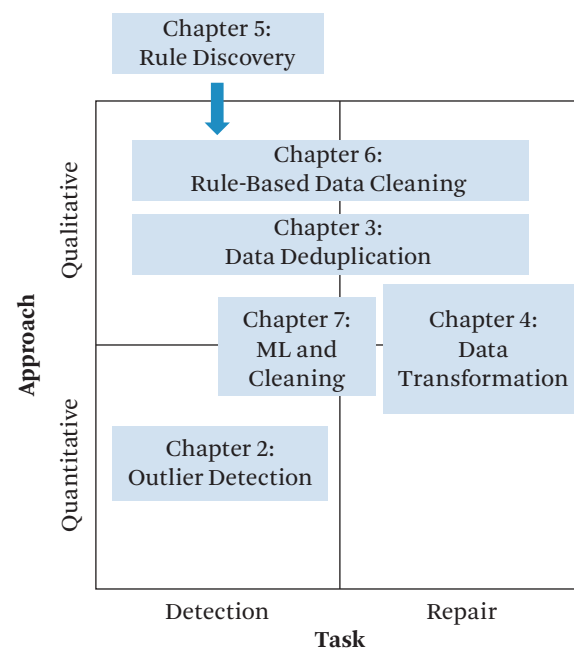 Chapter 5:
Rule Discovery
Chapter 6:
Rule-Based Data Cleaning
Chapter 3:
Data Deduplication
Chapter 7:
ML and
Cleaning
Chapter 4:
Data
Transformation
Chapter 2:
Outlier Detection
Approach
Qualitative
Quantitative
Detection
Repair
Task